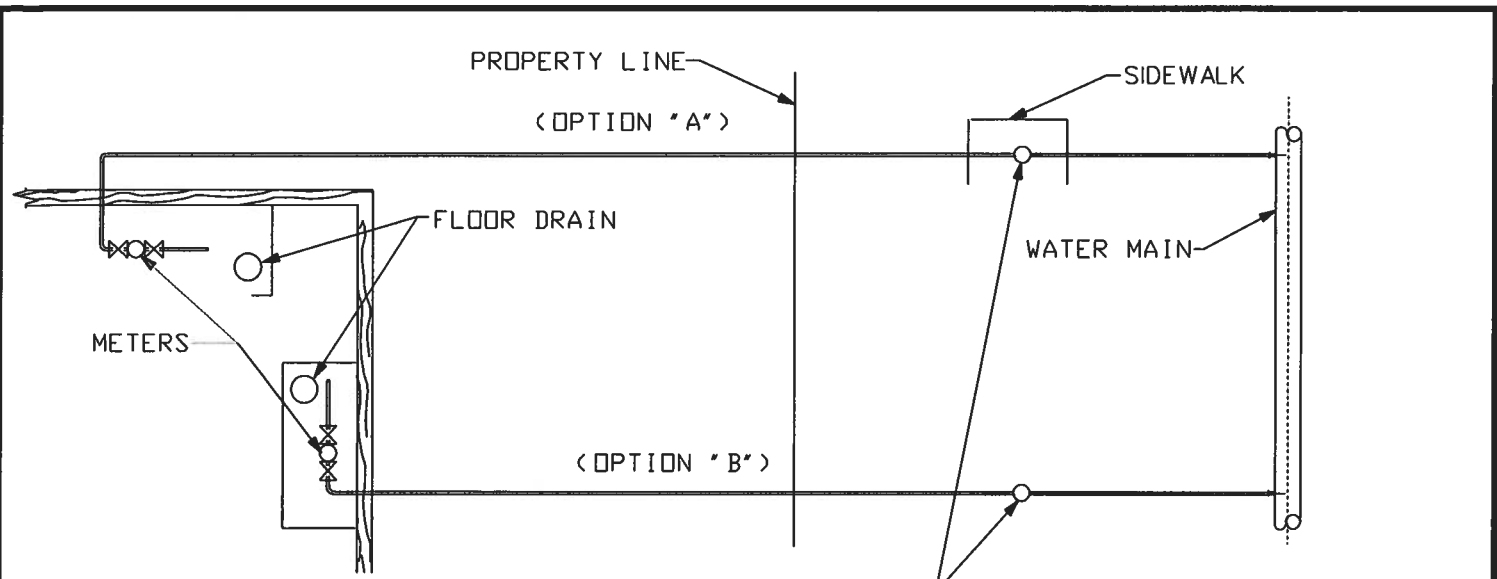 PROPERTY LINE
SIDEWALK
(OPTION "A")
FLOOR DRAIN
WATER MAIN
METERS
(OPTION "B")